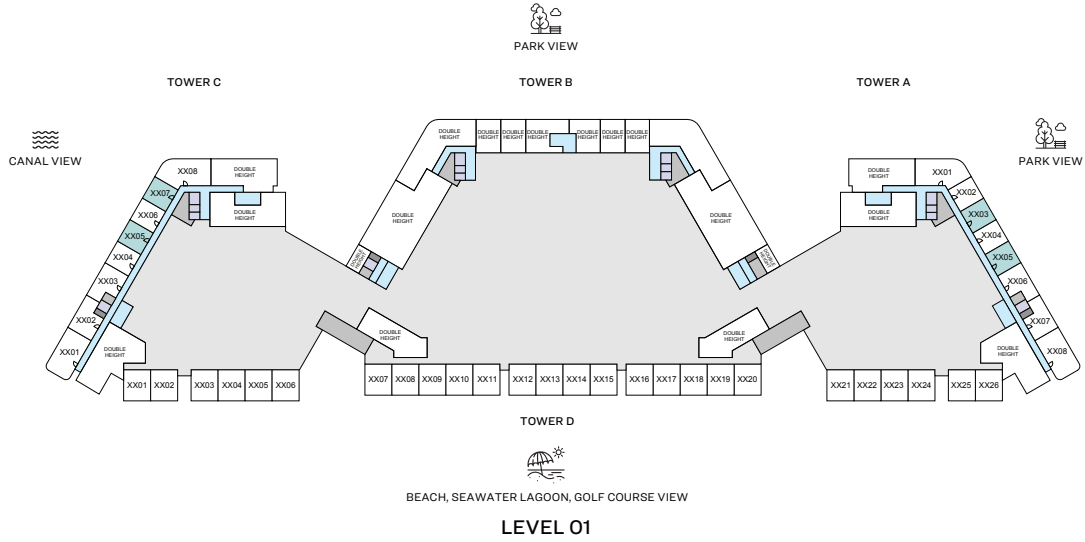 PARK VIEW
TOWER C
TOWER B
TOWER A
CANAL VIEW
PARK VIEW
DOUBLE
HEIGHT
DOUBLE
HEIGHT
DOUBLE
HEIGHT
DOUBLE
HEIGHT
DOUBLE
HEIGHT
DOUBLE
HEIGHT
DOUBLE
HEIGHT
XX08
DOUBLE
HEIGHT
XX07
XX06
XX05
XX04
XX03
XX02
XX01
DOUBLE
HEIGHT
DOUBLE
HEIGHT
DOUBLE
HEIGHT
DOUBLE
HEIGHT
DOUBLE
HEIGHT
DOUBLE
HEIGHT
DOUBLE
HEIGHT
XX01
XX02
XX03
XX04
XX05
XX06
XX07
XX08
DOUBLE
HEIGHT
DOUBLE
HEIGHT
DOUBLE
HEIGHT
DOUBLE
HEIGHT
XX01 XX02 XX03 XX04 XX05 XX06
XX07 XX08 XX09 XX10 XX11 XX12 XX13 XX14 XX15 XX16 XX17 XX18 XX19 XX20
XX21 XX22 XX23 XX24 XX25 XX26
TOWER D
BEACH, SEAWATER LAGOON, GOLF COURSE VIEW
LEVEL 01